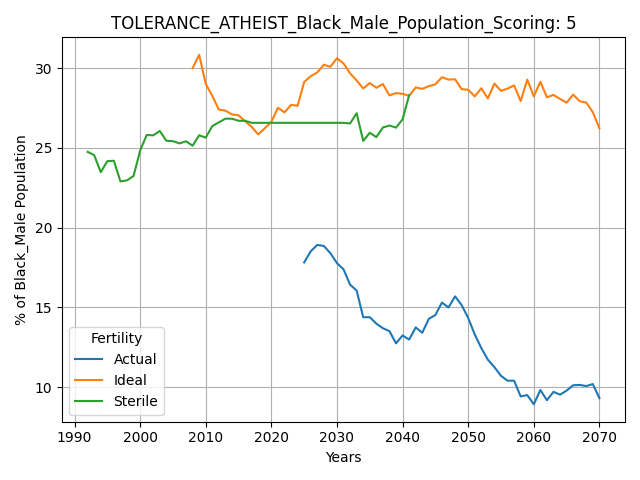 TOLERANCE_ATHEIST_Black_Male_Population_Scoring: 5
% of Black_Male Population
30
25
20
15
10
Fertility
Actual
Ideal
Sterile
1990 2000 2010 2020 2030 2040 2050 2060 2070
Years